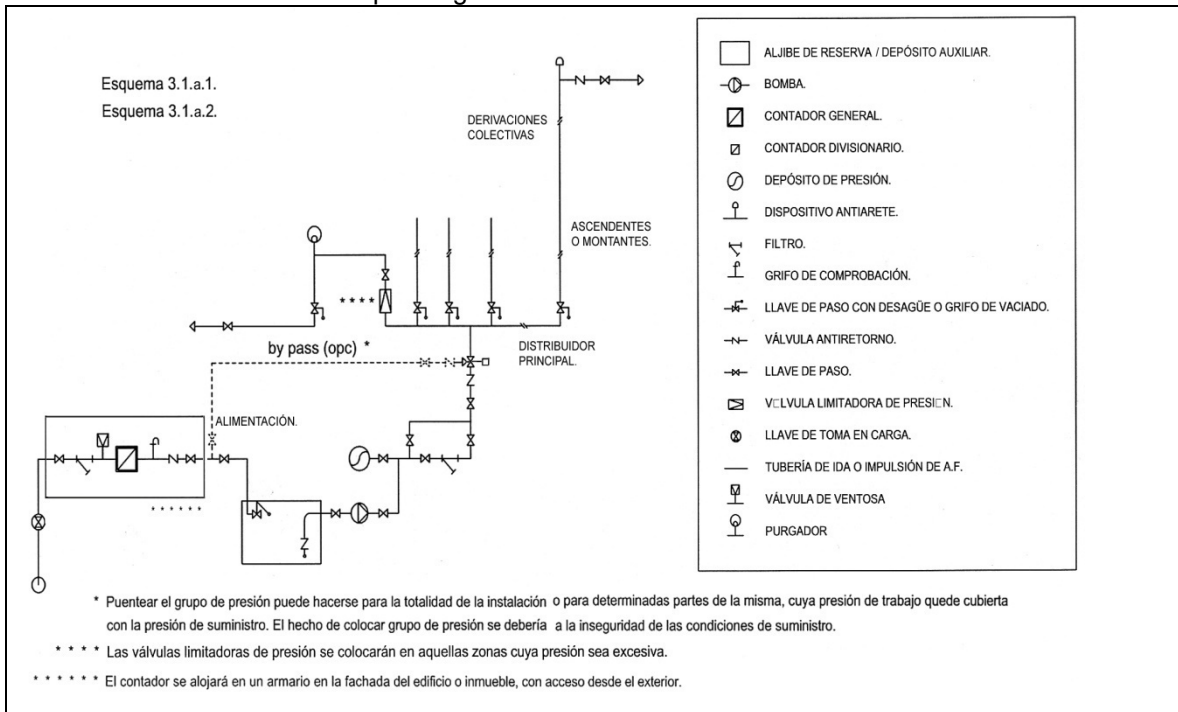 Esquema 3.1.a.1.
Esquema 3.1.a.2.
DERIVACIONES
COLECTIVAS
ASCENDENTES
O MONTANTES.
* * * *
DISTRIBUIDOR
PRINCIPAL.
by pass (opc) *
ALIMENTACIÓN.
* * * * * *
ALJIBE DE RESERVA / DEPÓSITO AUXILIAR.
BOMBA.
CONTADOR GENERAL.
CONTADOR DIVISIONARIO.
DEPÓSITO DE PRESIÓN.
DISPOSITIVO ANTIARETE.
FILTRO.
GRIFO DE COMPROBACIÓN.
LLAVE DE PASO CON DESAGÜE O GRIFO DE VACIADO.
VÁLVULA ANTIRETORNO.
LLAVE DE PASO.
V□LVULA LIMITADORA DE PRESI□N.
LLAVE DE TOMA EN CARGA.
TUBERÍA DE IDA O IMPULSIÓN DE A.F.
VÁLVULA DE VENTOSA
PURGADOR
* Puentear el grupo de presión puede hacerse para la totalidad de la instalación o para determinadas partes de la misma, cuya presión de trabajo quede cubierta
con la presión de suministro. El hecho de colocar grupo de presión se debería a la inseguridad de las condiciones de suministro.
* * * * Las válvulas limitadoras de presión se colocarán en aquellas zonas cuya presión sea excesiva.
* * * * * * El contador se alojará en un armario en la fachada del edificio o inmueble, con acceso desde el exterior.